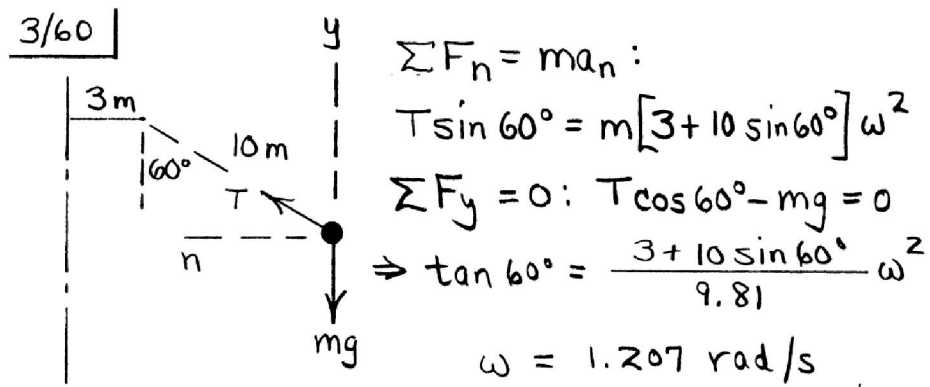 3/60
y
3m
10m
60°
T
n
mg
ΣFn = man :
T sin 60° = m[3 + 10 sin 60°] ω²
ΣFy = 0 : T cos 60° – mg = 0
⇒ tan 60° = (3 + 10 sin 60°)/9.81 ω²
ω = 1.207 rad/s